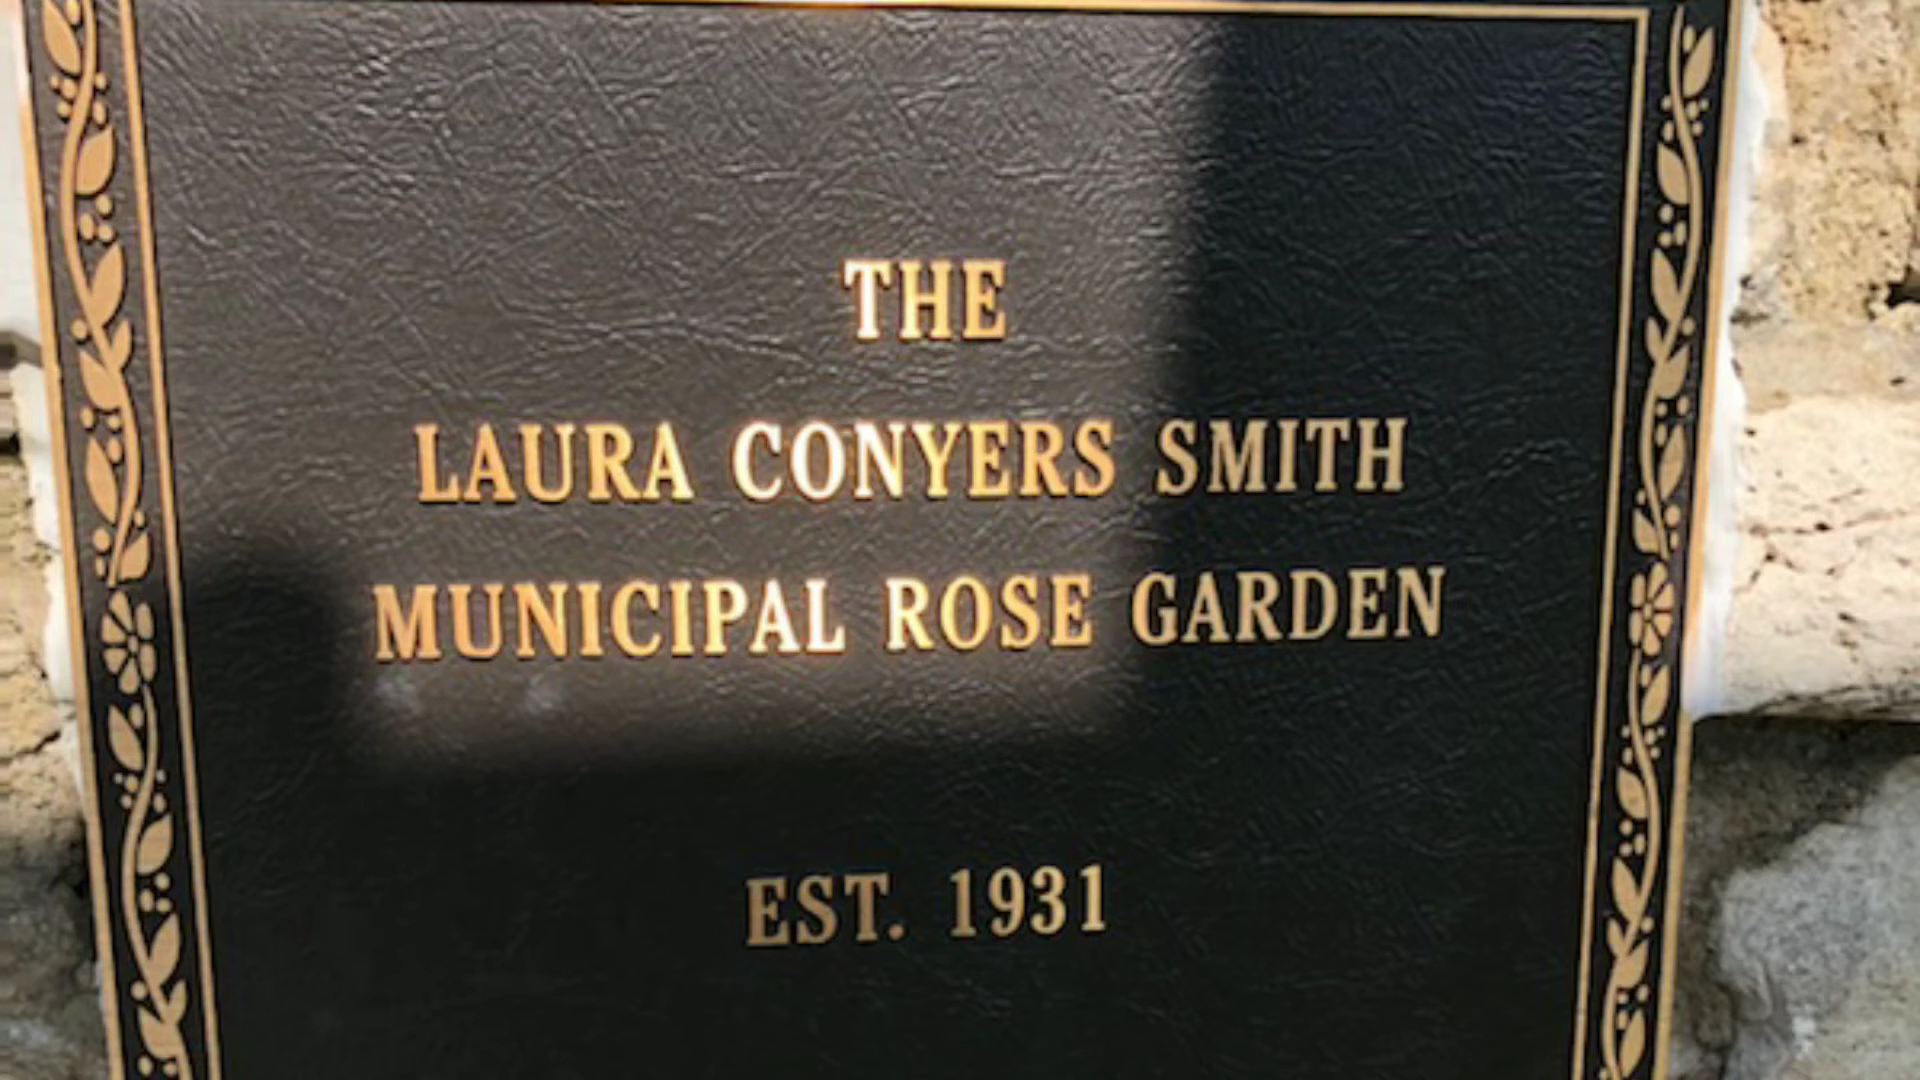 THE
LAURA CONYERS SMITH
MUNICIPAL ROSE GARDEN
EST. 1931